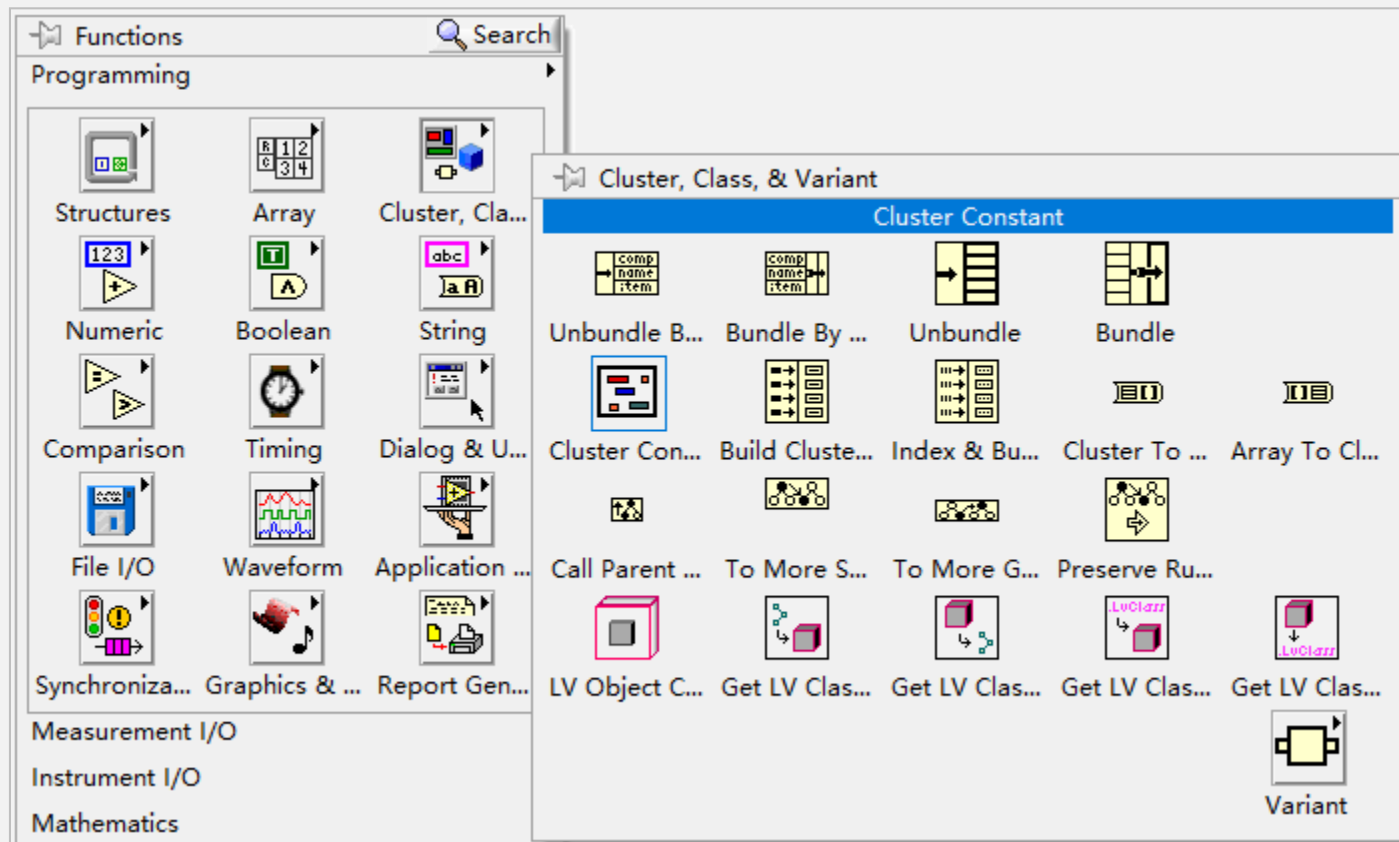 Functions
Search
Programming
Structures
Array
Cluster, Cla...
Numeric
Boolean
String
Comparison
Timing
Dialog & U...
File I/O
Waveform
Application ...
Synchroniza...
Graphics & ...
Report Gen...
Measurement I/O
Instrument I/O
Mathematics
Cluster, Class, & Variant
Cluster Constant
Unbundle B...
Bundle By ...
Unbundle
Bundle
Cluster Con...
Build Cluste...
Index & Bu...
Cluster To ...
Array To Cl...
Call Parent ...
To More S...
To More G...
Preserve Ru...
LV Object C...
Get LV Clas...
Get LV Clas...
Get LV Clas...
Get LV Clas...
Variant